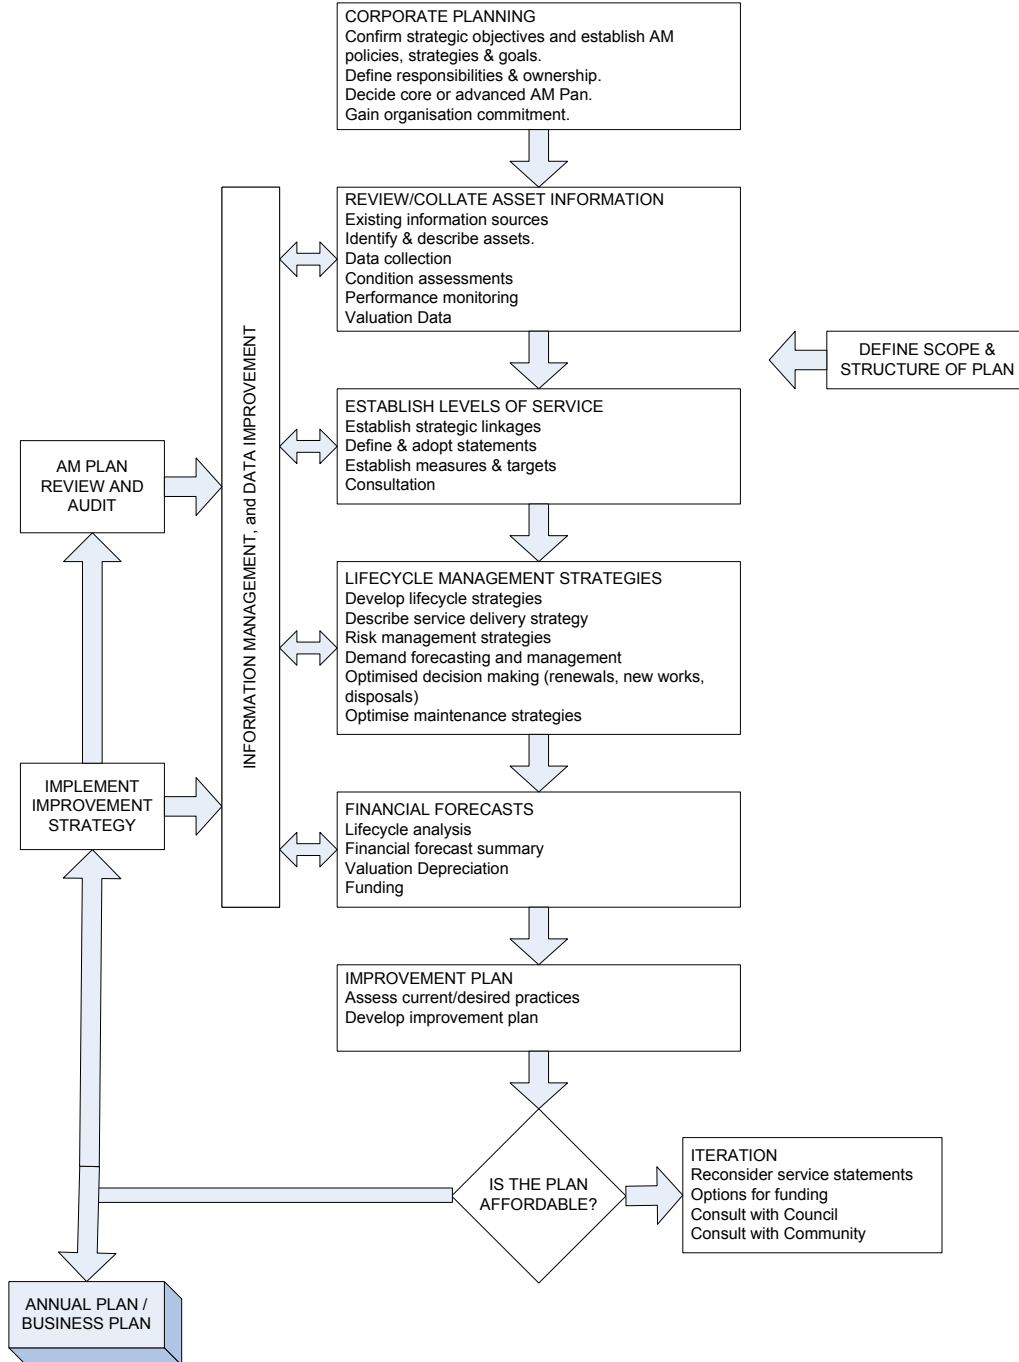 CORPORATE PLANNING
Confirm strategic objectives and establish AM
policies, strategies & goals.
Define responsibilities & ownership.
Decide core or advanced AM Pan.
Gain organisation commitment.
REVIEW/COLLATE ASSET INFORMATION
Existing information sources
Identify & describe assets.
Data collection
Condition assessments
Performance monitoring
Valuation Data
DEFINE SCOPE &
STRUCTURE OF PLAN
INFORMATION MANAGEMENT, and DATA IMPROVEMENT
ESTABLISH LEVELS OF SERVICE
Establish strategic linkages
Define & adopt statements
Establish measures & targets
Consultation
AM PLAN
REVIEW AND
AUDIT
LIFECYCLE MANAGEMENT STRATEGIES
Develop lifecycle strategies
Describe service delivery strategy
Risk management strategies
Demand forecasting and management
Optimised decision making (renewals, new works,
disposals)
Optimise maintenance strategies
IMPLEMENT
IMPROVEMENT
STRATEGY
FINANCIAL FORECASTS
Lifecycle analysis
Financial forecast summary
Valuation Depreciation
Funding
IMPROVEMENT PLAN
Assess current/desired practices
Develop improvement plan
IS THE PLAN
AFFORDABLE?
ITERATION
Reconsider service statements
Options for funding
Consult with Council
Consult with Community
ANNUAL PLAN /
BUSINESS PLAN